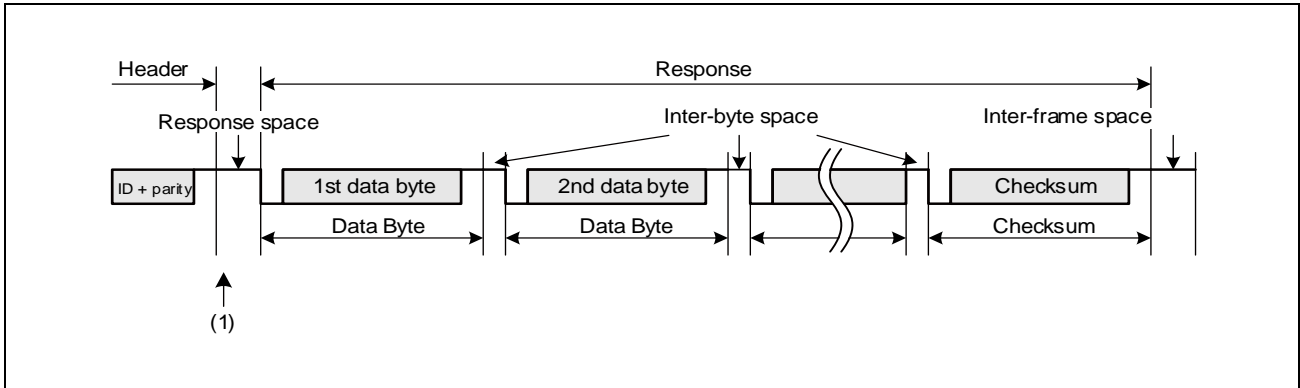 Header
Response
Response space
Inter-byte space
Inter-frame space
ID + parity
1st data byte
2nd data byte
Checksum
Data Byte
Data Byte
Checksum
(1)